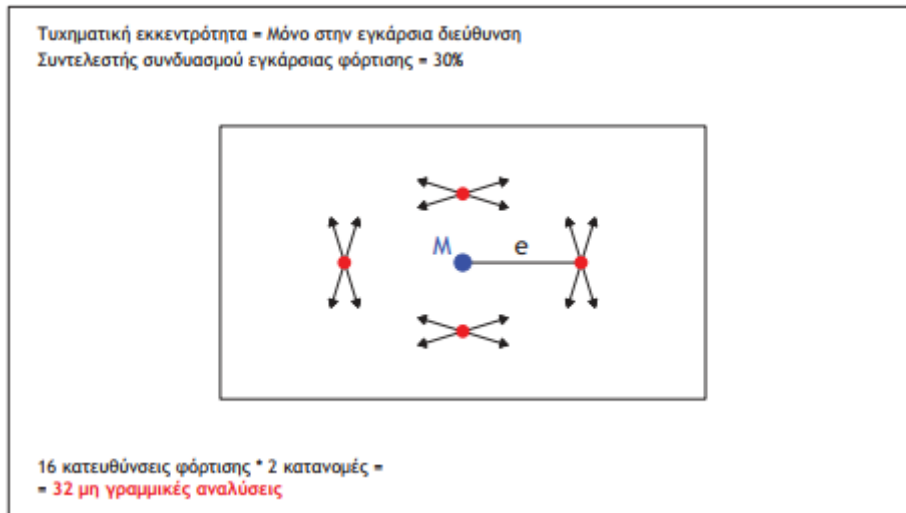 Τυχηματική εκκεντρότητα = Μόνο στην εγκάρσια διεύθυνση
Συντελεστής συνδυασμού εγκάρσιας φόρτισης = 30%
M
e
16 κατευθύνσεις φόρτισης * 2 κατανομές =
= 32 μη γραμμικές αναλύσεις